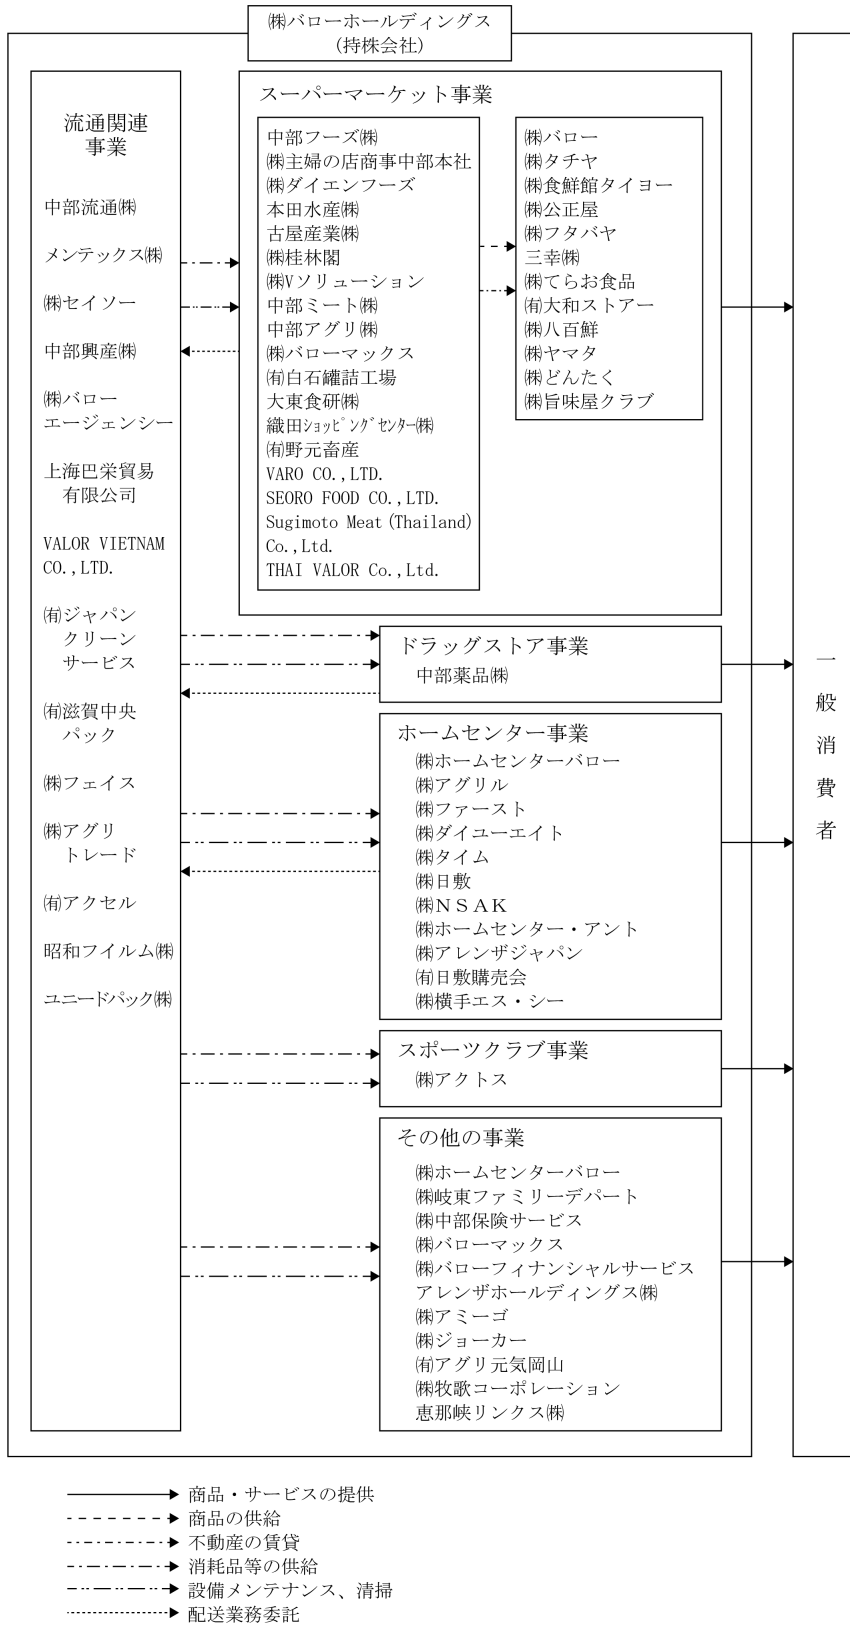 ㈱バローホールディングス
(持株会社)
流通関連
事業
中部流通㈱
メンテックス㈱
㈱セイソー
中部興産㈱
㈱バロー
エージェンシー
上海巴栄貿易
有限公司
VALOR VIETNAM
CO.,LTD.
㈲ジャパン
クリーン
サービス
㈲滋賀中央
パック
㈱フェイス
㈱アグリ
トレード
㈲アクセル
昭和フイルム㈱
ユニードパック㈱
スーパーマーケット事業
中部フーズ㈱
㈱主婦の店商事中部本社
㈱ダイエンフーズ
本田水産㈱
古屋産業㈱
㈱桂林閣
㈱Vソリューション
中部ミート㈱
中部アグリ㈱
㈱バローマックス
㈲白石罐詰工場
大東食研㈱
織田ｼｮｯﾋﾟﾝｸﾞｾﾝﾀｰ㈱
㈲野元畜産
VARO CO.,LTD.
SEORO FOOD CO.,LTD.
Sugimoto Meat(Thailand)
Co.,Ltd.
THAI VALOR Co.,Ltd.
㈱バロー
㈱タチヤ
㈱食鮮館タイヨー
㈱公正屋
㈱フタバヤ
三幸㈱
㈱てらお食品
㈲大和ストアー
㈱八百鮮
㈱ヤマタ
㈱どんたく
㈱旨味屋クラブ
ドラッグストア事業
中部薬品㈱
ホームセンター事業
㈱ホームセンターバロー
㈱アグリル
㈱ファースト
㈱ダイユーエイト
㈱タイム
㈱日敷
㈱ＮＳＡＫ
㈱ホームセンター・アント
㈱アレンザジャパン
㈲日敷購売会
㈱横手エス・シー
スポーツクラブ事業
㈱アクトス
その他の事業
㈱ホームセンターバロー
㈱岐東ファミリーデパート
㈱中部保険サービス
㈱バローマックス
㈱バローフィナンシャルサービス
アレンザホールディングス㈱
㈱アミーゴ
㈱ジョーカー
㈲アグリ元気岡山
㈱牧歌コーポレーション
恵那峡リンクス㈱
一般消費者
商品・サービスの提供
商品の供給
不動産の賃貸
消耗品等の供給
設備メンテナンス、清掃
配送業務委託